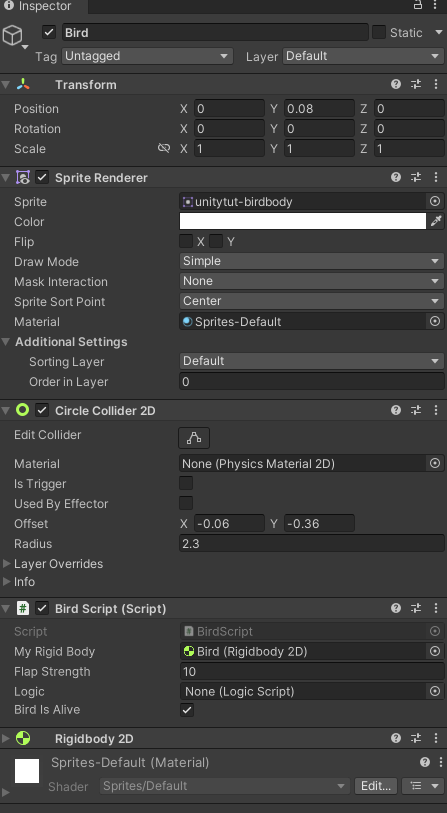 Inspector
Bird
Static
Tag Untagged Layer Default
Transform
Position X 0 Y 0.08 Z 0
Rotation X 0 Y 0 Z 0
Scale X 1 Y 1 Z 1
Sprite Renderer
Sprite unitytut-birdbody
Color
Flip X Y
Draw Mode Simple
Mask Interaction None
Sprite Sort Point Center
Material Sprites-Default
Additional Settings
Sorting Layer Default
Order in Layer 0
Circle Collider 2D
Edit Collider
Material None (Physics Material 2D)
Is Trigger
Used By Effector
Offset X -0.06 Y -0.36
Radius 2.3
Layer Overrides
Info
# Bird Script (Script)
Script # BirdScript
My Rigid Body Bird (Rigidbody 2D)
Flap Strength 10
Logic None (Logic Script)
Bird Is Alive
Rigidbody 2D
Sprites-Default (Material)
Shader Sprites/Default Edit...